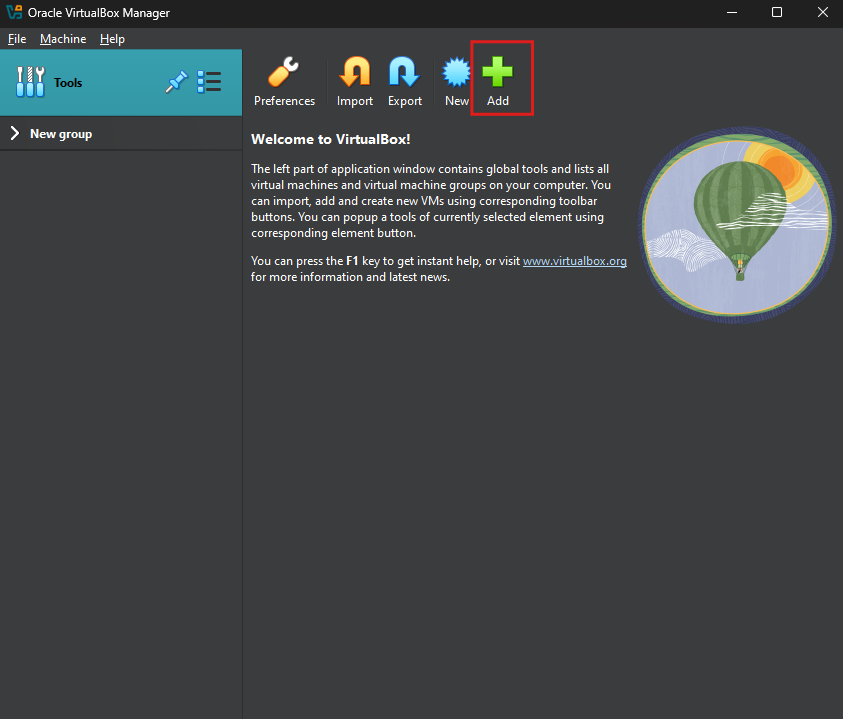 Oracle VirtualBox Manager
File Machine Help
Tools
Preferences Import Export New Add
New group
Welcome to VirtualBox!
The left part of application window contains global tools and lists all
virtual machines and virtual machine groups on your computer. You
can import, add and create new VMs using corresponding toolbar
buttons. You can popup a tools of currently selected element using
corresponding element button.
You can press the F1 key to get instant help, or visit www.virtualbox.org
for more information and latest news.